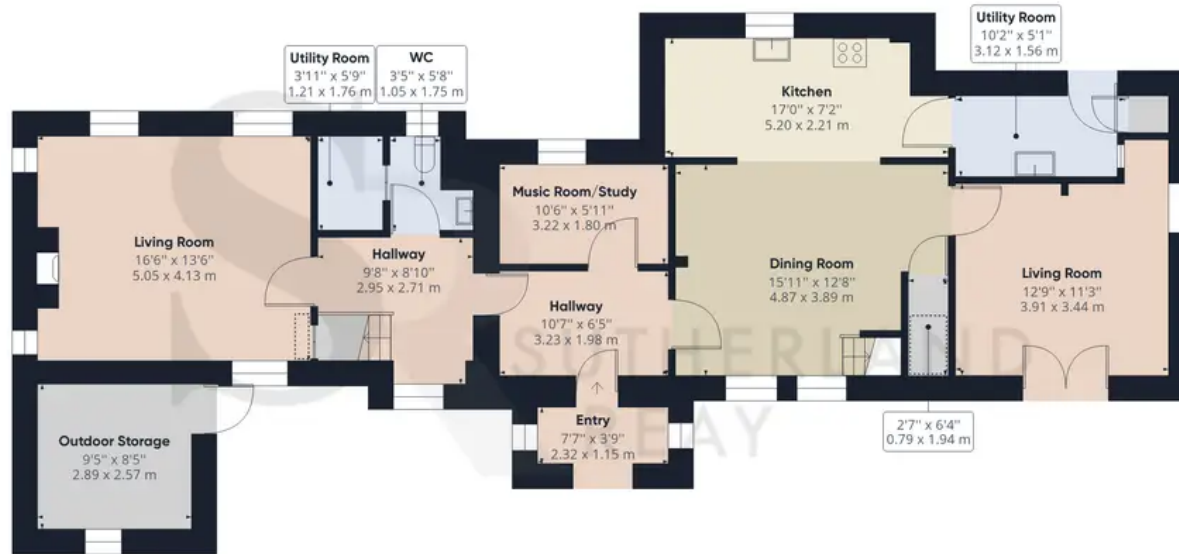 Utility Room
3'11" x 5'9"
1.21 x 1.76 m
WC
3'5" x 5'8"
1.05 x 1.75 m
Utility Room
10'2" x 5'1"
3.12 x 1.56 m
Kitchen
17'0" x 7'2"
5.20 x 2.21 m
Music Room/Study
10'6" x 5'11"
3.22 x 1.80 m
Living Room
16'6" x 13'6"
5.05 x 4.13 m
Hallway
9'8" x 8'10"
2.95 x 2.71 m
Hallway
10'7" x 6'5"
3.23 x 1.98 m
Dining Room
15'11" x 12'8"
4.87 x 3.89 m
Living Room
12'9" x 11'3"
3.91 x 3.44 m
SUTHERLAND
REAY
Entry
7'7" x 3'9"
2.32 x 1.15 m
2'7" x 6'4"
0.79 x 1.94 m
Outdoor Storage
9'5" x 8'5"
2.89 x 2.57 m